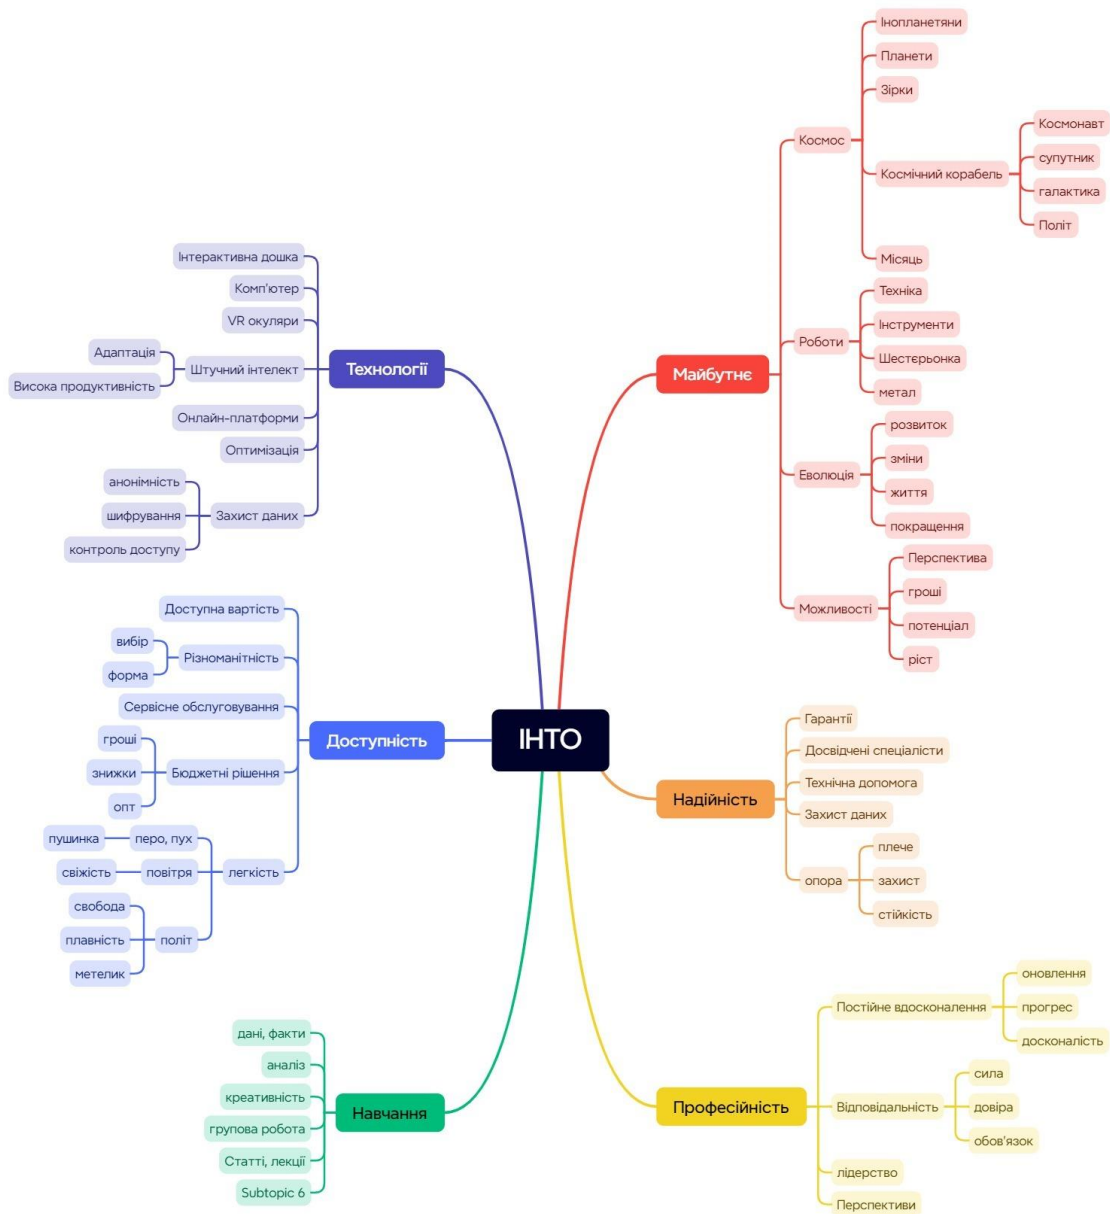 ІНТО
Технології
Інтерактивна дошка
Комп'ютер
VR окуляри
Штучний інтелект
Адаптація
Висока продуктивність
Онлайн-платформи
Оптимізація
Захист даних
анонімність
шифрування
контроль доступу
Доступність
Доступна вартість
Різноманітність
вибір
форма
Сервісне обслуговування
Бюджетні рішення
гроші
знижки
опт
легкість
перо, пух
пушинка
повітря
свіжість
політ
свобода
плавність
метелик
Навчання
дані, факти
аналіз
креативність
групова робота
Статті, лекції
Subtopic 6
Майбутнє
Космос
Інопланетяни
Планети
Зірки
Космічний корабель
Космонавт
супутник
галактика
Політ
Місяць
Роботи
Техніка
Інструменти
Шестєрьонка
метал
Еволюція
розвиток
зміни
життя
покращення
Можливості
Перспектива
гроші
потенціал
ріст
Надійність
Гарантії
Досвідчені спеціалісти
Технічна допомога
Захист даних
опора
плече
захист
стійкість
Професійність
Постійне вдосконалення
оновлення
прогрес
досконалість
Відповідальність
сила
довіра
обов'язок
лідерство
Перспективи